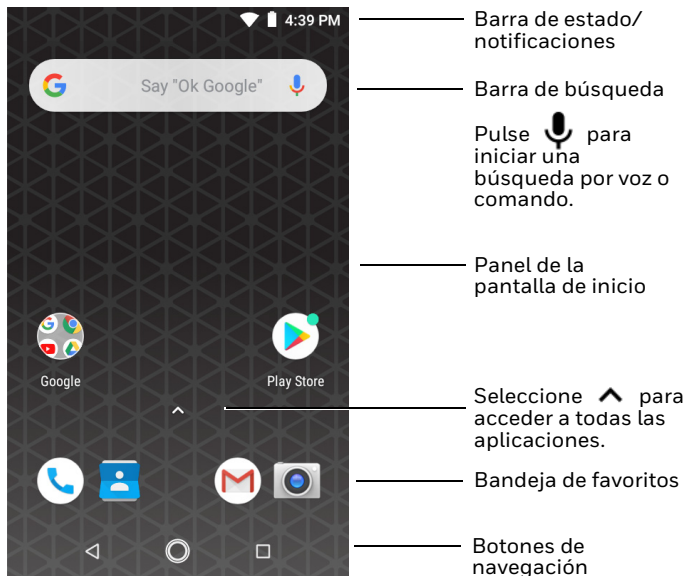 4:39 PM
Barra de estado/
notificaciones
Say "Ok Google"
Barra de búsqueda
Pulse para
iniciar una
búsqueda por voz o
comando.
Panel de la
pantalla de inicio
Google
Play Store
Seleccione para
acceder a todas las
aplicaciones.
Bandeja de favoritos
Botones de
navegación